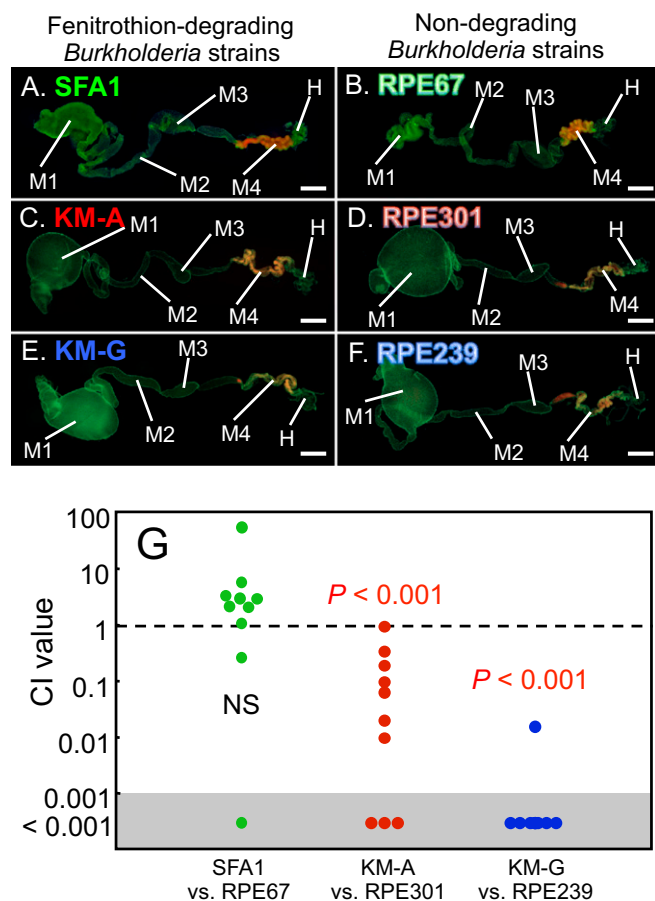 Fenitrothion-degrading
Burkholderia strains
Non-degrading
Burkholderia strains
A. SFA1
M1
M2
M3
M4
H
B. RPE67
M1
M2
M3
M4
H
C. KM-A
M1
M2
M3
M4
H
D. RPE301
M1
M2
M3
M4
H
E. KM-G
M1
M2
M3
M4
H
F. RPE239
M1
M2
M3
M4
H
G
CI value
100
10
1
0.1
0.01
0.001
< 0.001
NS
P < 0.001
P < 0.001
SFA1
vs. RPE67
KM-A
vs. RPE301
KM-G
vs. RPE239